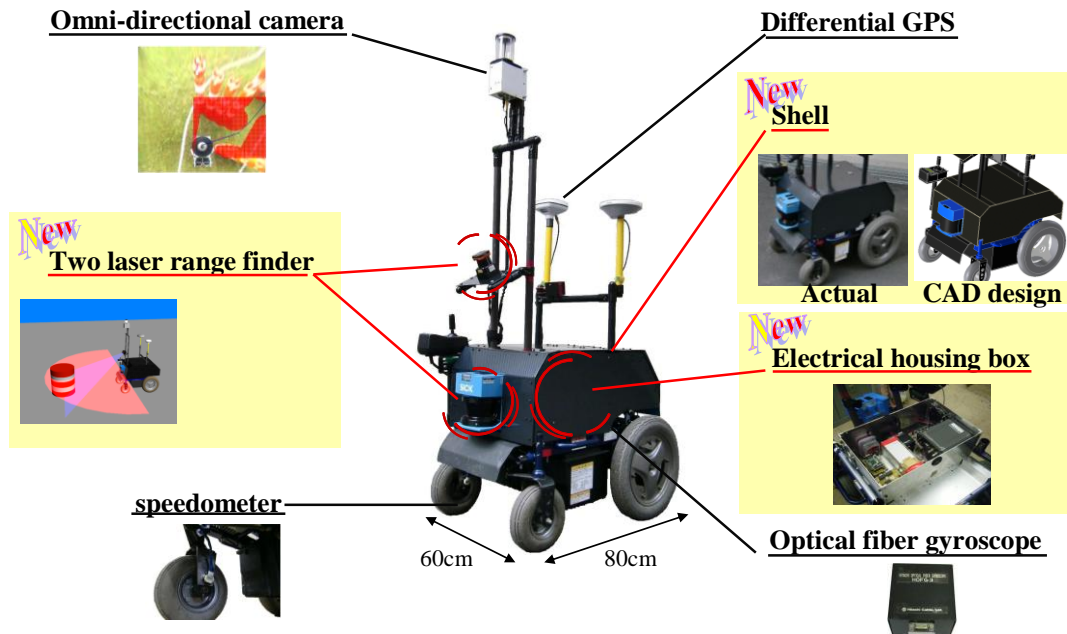 Omni-directional camera
Differential GPS
New
Shell
Actual
CAD design
New
Two laser range finder
SICK
New
Electrical housing box
speedometer
60cm
80cm
Optical fiber gyroscope